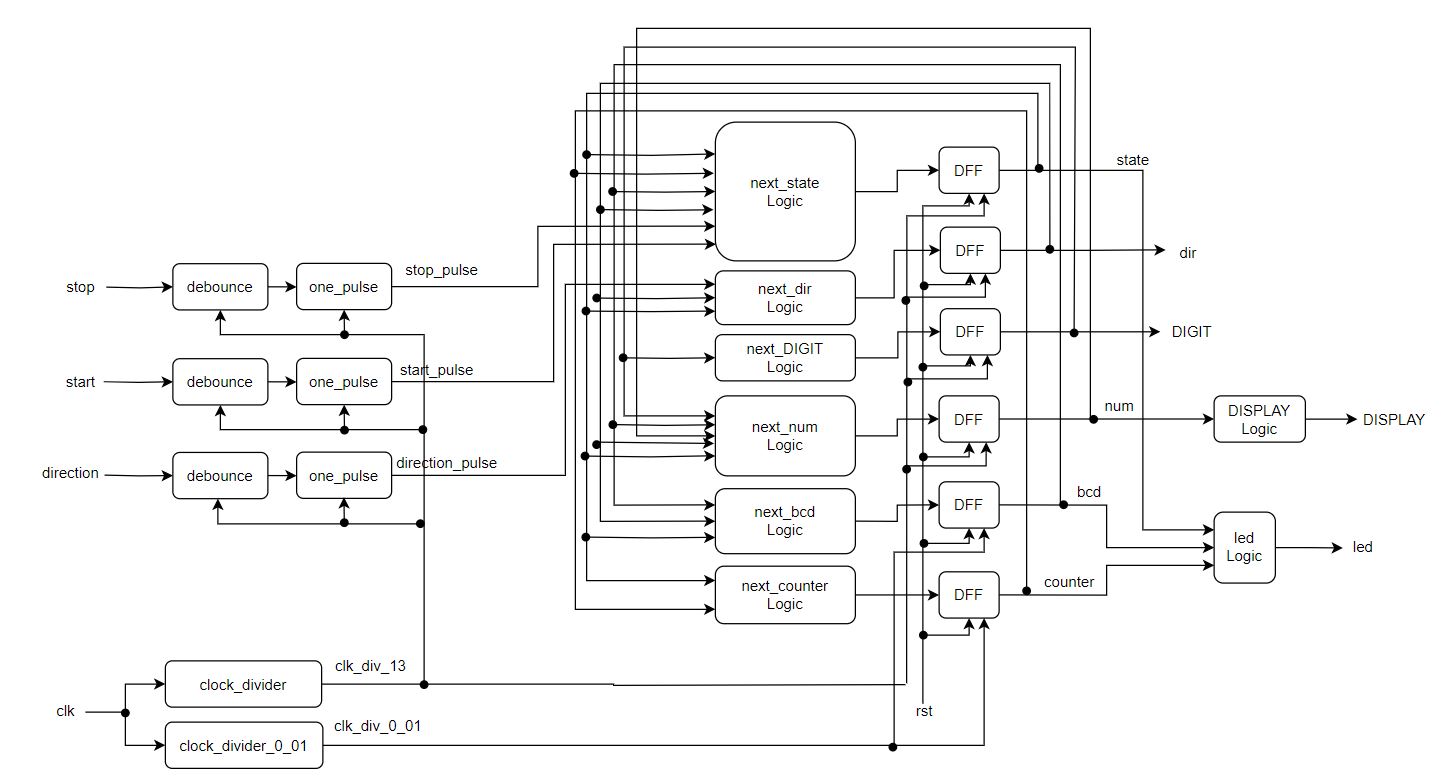 next_state
Logic
DFF
state
DFF
dir
stop
debounce
one_pulse
stop_pulse
next_dir
Logic
DFF
DIGIT
next_DIGIT
Logic
start
debounce
one_pulse
start_pulse
next_num
Logic
DFF
num
DISPLAY
Logic
DISPLAY
direction
debounce
one_pulse
direction_pulse
next_bcd
Logic
DFF
bcd
led
Logic
led
next_counter
Logic
DFF
counter
clk_div_13
clock_divider
clk
rst
clk_div_0_01
clock_divider_0_01